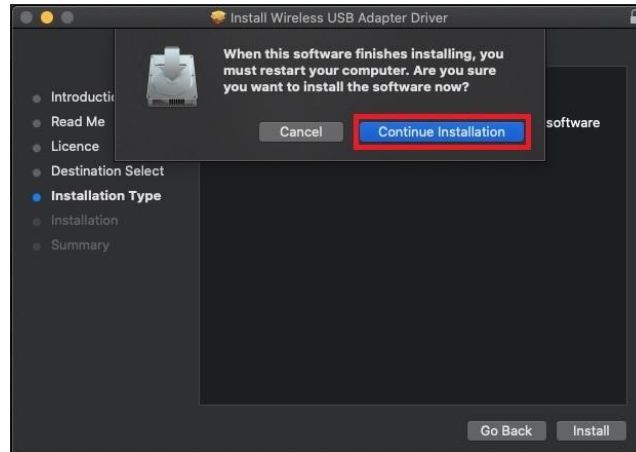 Install Wireless USB Adapter Driver
When this software finishes installing, you
must restart your computer. Are you sure
you want to install the software now?
Cancel
Continue Installation
Introductio
Read Me
software
Licence
Destination Select
Installation Type
Installation
Summary
Go Back
Install